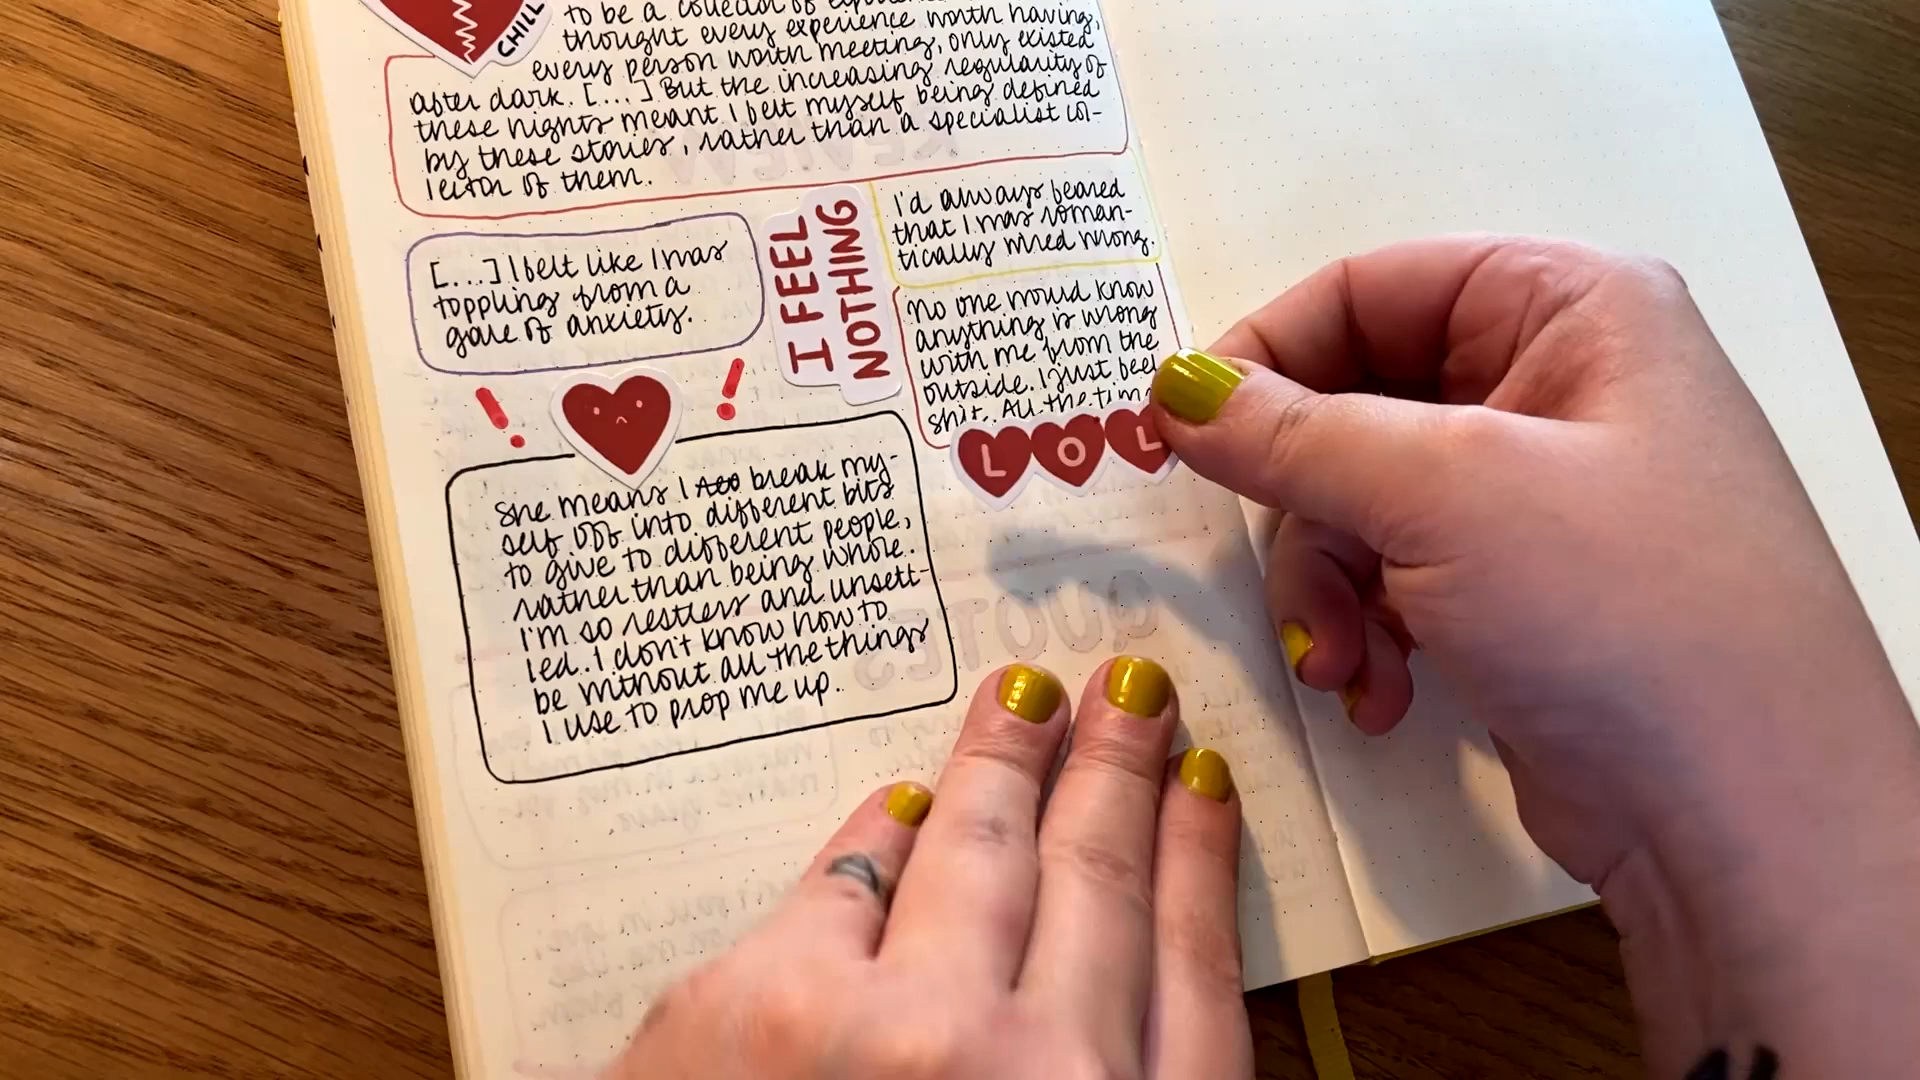 CHILL
to be a collector of
thought every experience worth having,
every person worth meeting, only existed
after dark. [...] But the increasing regularity of
these nights meant I felt myself being defined
by these stories, rather than a specialist col-
lector of them.
[...] I felt like I was
toppling from a
gale of anxiety.
I FEEL
NOTHING
I'd always feared
that I was roman-
tically wired wrong.
No one would know
anything is wrong
with me from the
outside. I just feel
shit. All the time
LOL
She means I break my-
self off into different bits
to give to different people,
rather than being whole.
I'm so restless and unsett-
led. I don't know how to
be without all the things
I use to prop me up.
QUOTES